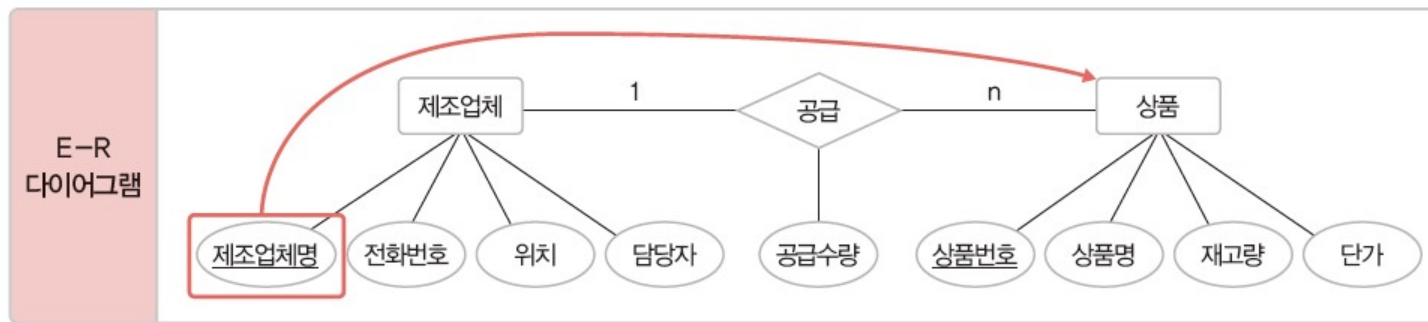 E-R
다이어그램
제조업체
1
공급
n
상품
제조업체명
전화번호
위치
담당자
공급수량
상품번호
상품명
재고량
단가